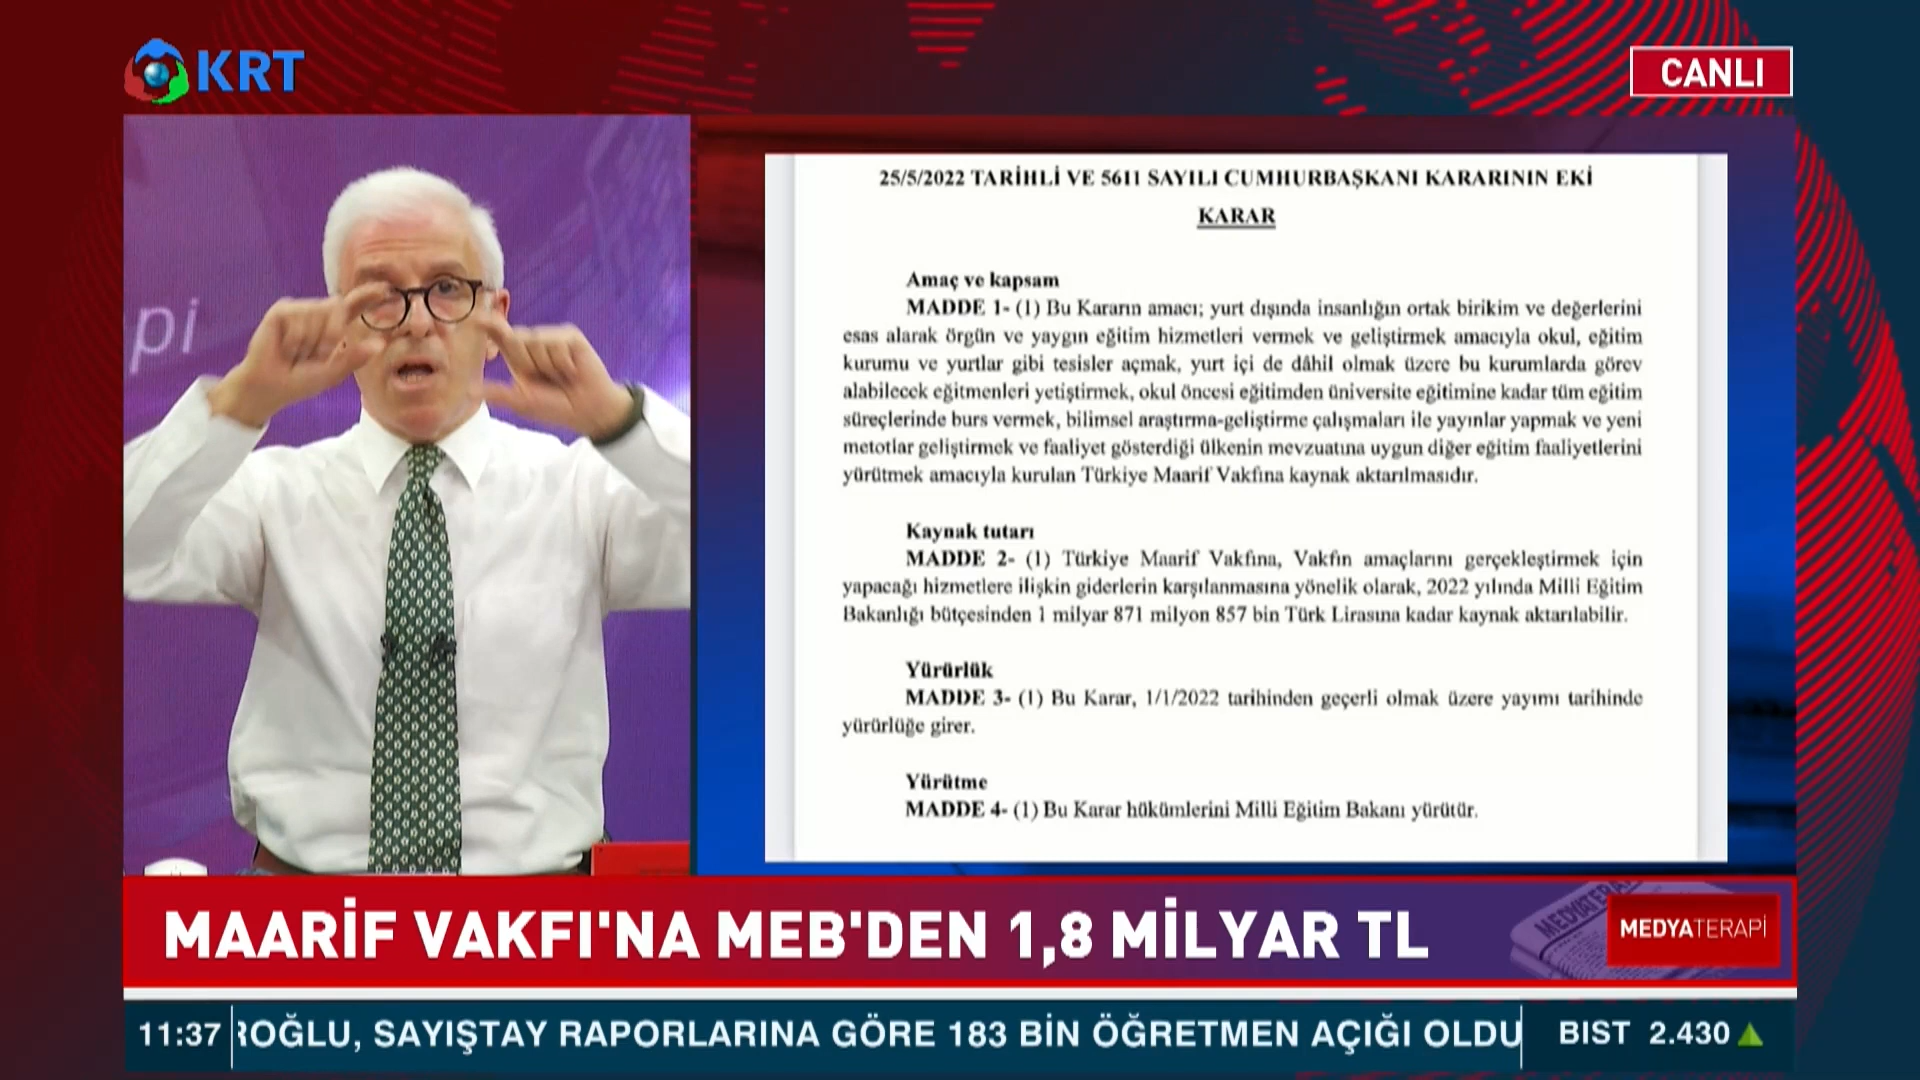 KRT
CANLI
pi
25/5/2022 TARİHLİ VE 5611 SAYILI CUMHURBAŞKANI KARARININ EKİ
KARAR
Amaç ve kapsam
MADDE 1- (1) Bu Kararın amacı; yurt dışında insanlığın ortak birikim ve değerlerini
esas alarak örgün ve yaygın eğitim hizmetleri vermek ve geliştirmek amacıyla okul, eğitim
kurumu ve yurtlar gibi tesisler açmak, yurt içi de dâhil olmak üzere bu kurumlarda görev
alabilecek eğitmenleri yetiştirmek, okul öncesi eğitimden üniversite eğitimine kadar tüm eğitim
süreçlerinde burs vermek, bilimsel araştırma-geliştirme çalışmaları ile yayınlar yapmak ve yeni
metotlar geliştirmek ve faaliyet gösterdiği ülkenin mevzuatına uygun diğer eğitim faaliyetlerini
yürütmek amacıyla kurulan Türkiye Maarif Vakfına kaynak aktarılmasıdır.
Kaynak tutarı
MADDE 2- (1) Türkiye Maarif Vakfına, Vakfın amaçlarını gerçekleştirmek için
yapacağı hizmetlere ilişkin giderlerin karşılanmasına yönelik olarak, 2022 yılında Milli Eğitim
Bakanlığı bütçesinden 1 milyar 871 milyon 857 bin Türk Lirasına kadar kaynak aktarılabilir.
Yürürlük
MADDE 3- (1) Bu Karar, 1/1/2022 tarihinden geçerli olmak üzere yayımı tarihinde
yürürlüğe girer.
Yürütme
MADDE 4- (1) Bu Karar hükümlerini Milli Eğitim Bakanı yürütür.
MAARİF VAKFI'NA MEB'DEN 1,8 MİLYAR TL
MEDYATERAPİ
11:37
ROĞLU, SAYIŞTAY RAPORLARINA GÖRE 183 BİN ÖĞRETMEN AÇIĞI OLDU
BIST 2.430